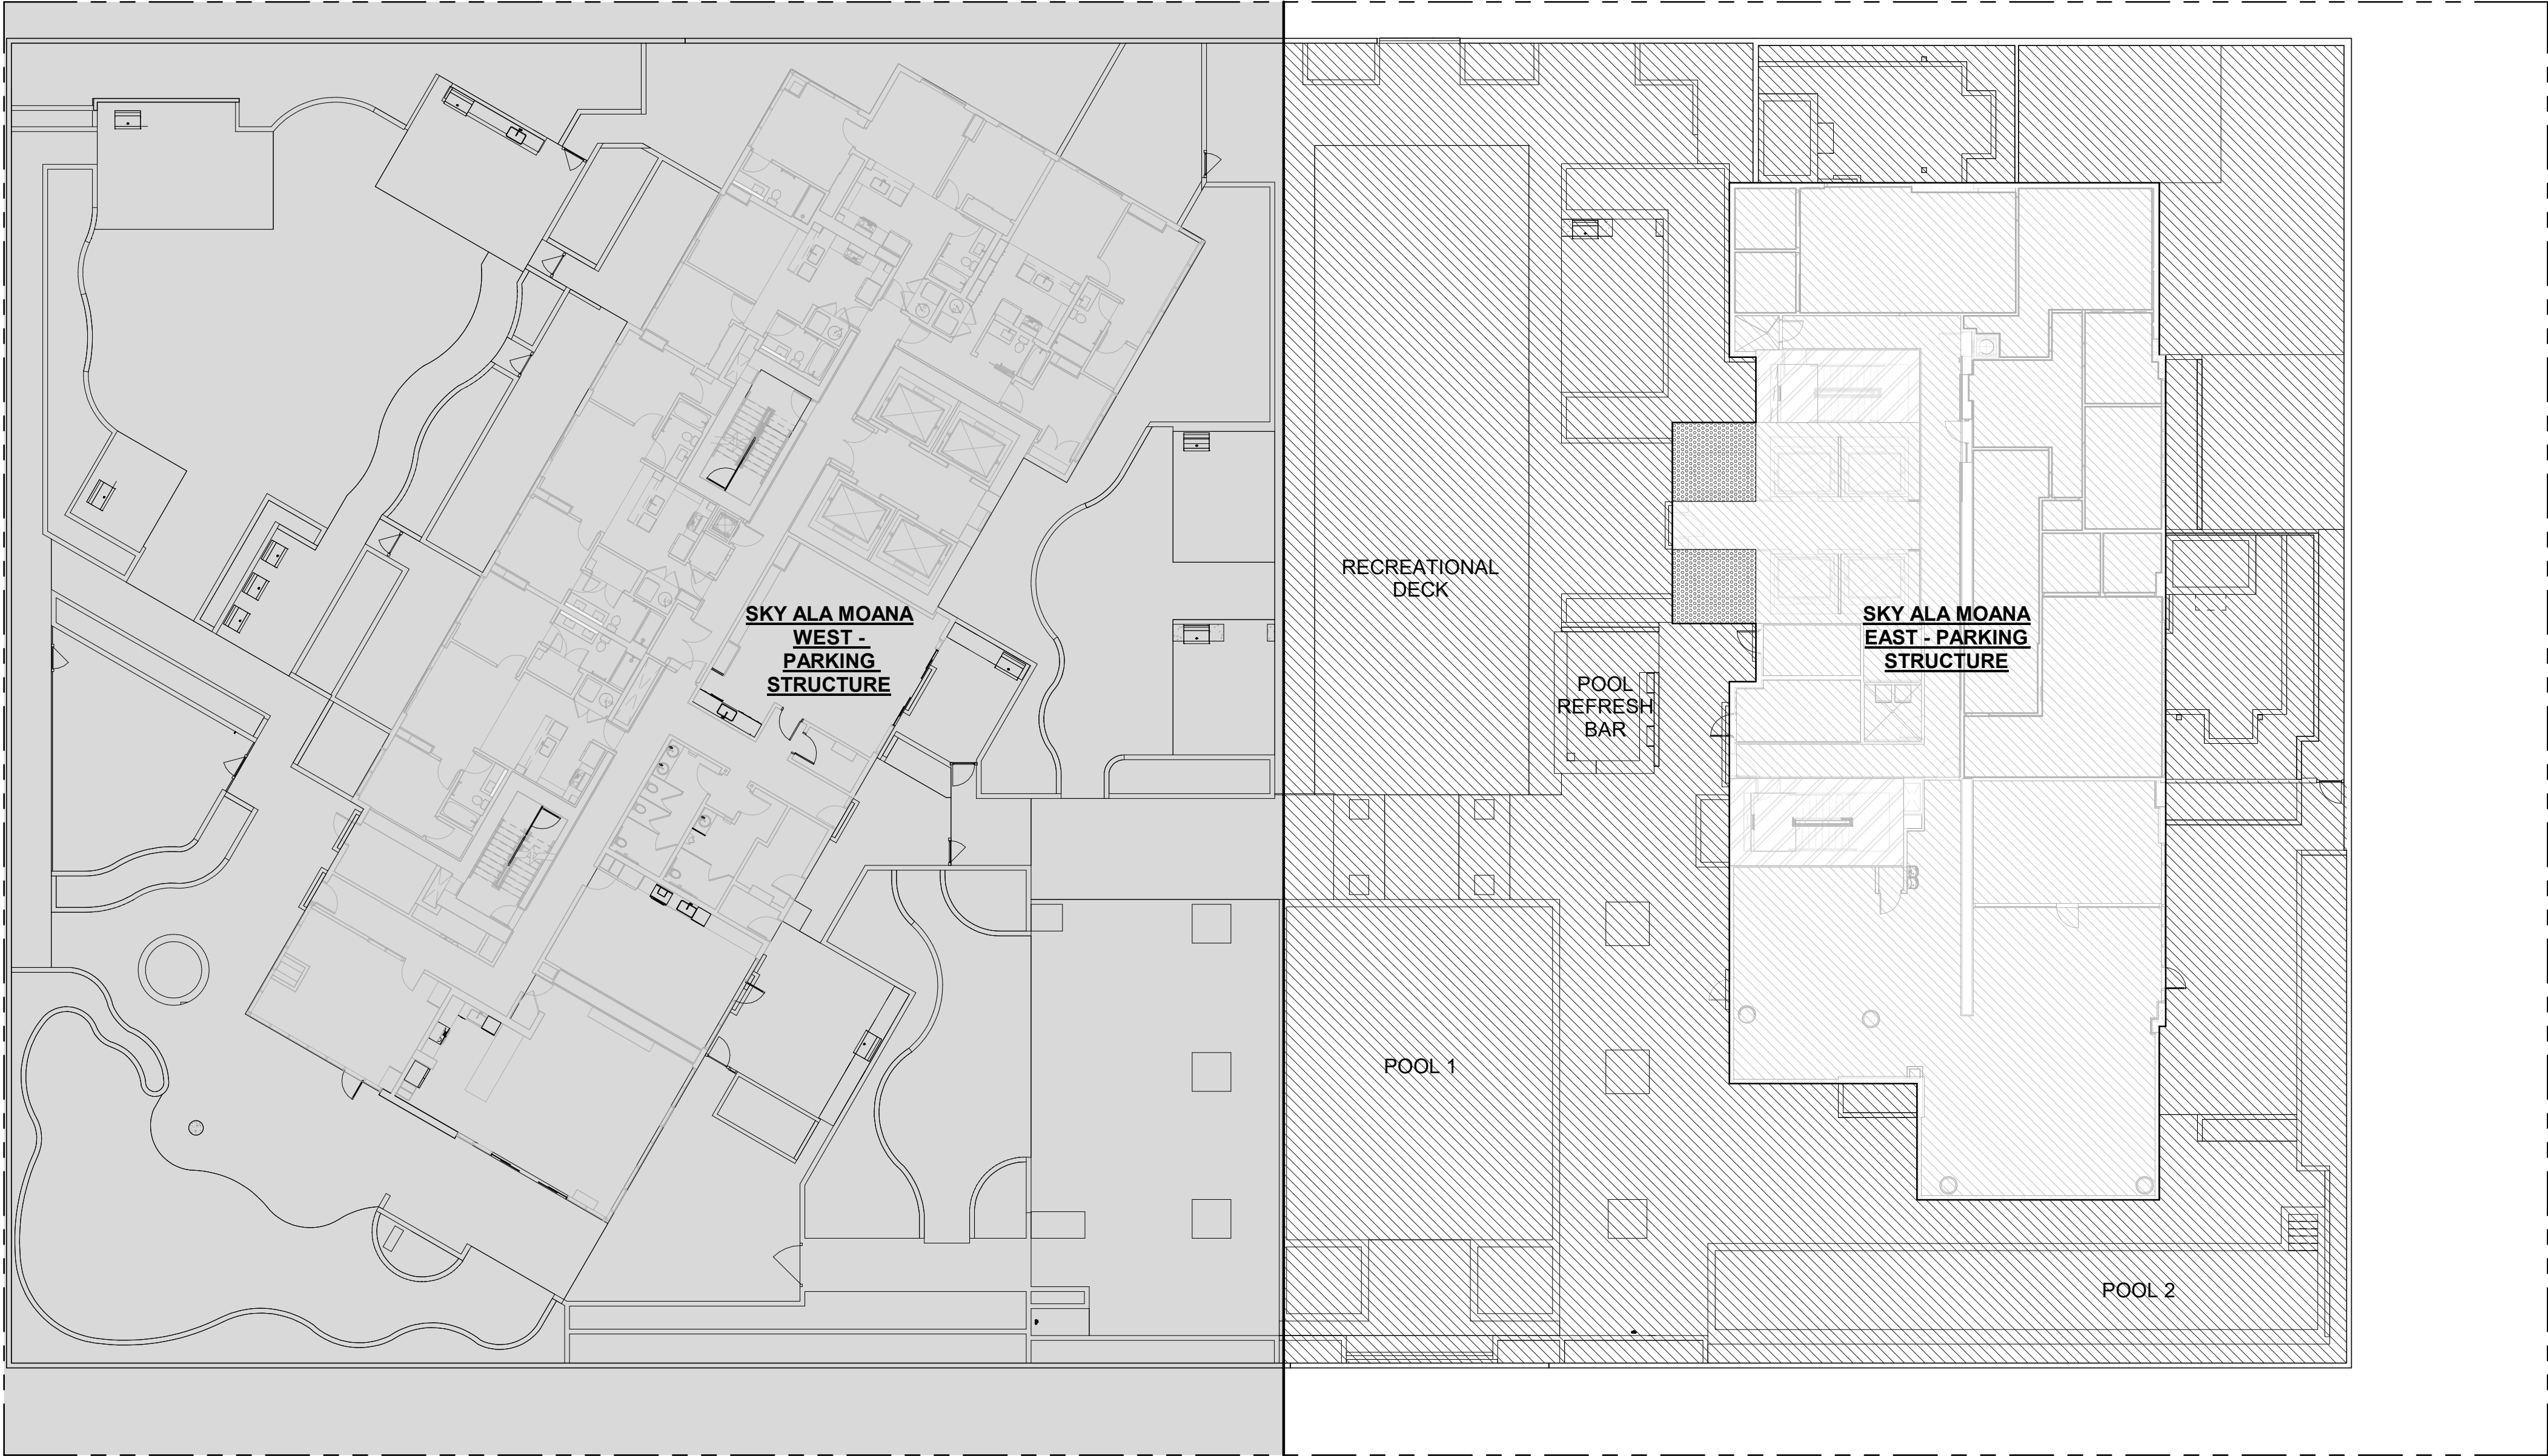 RECREATIONAL
DECK
SKY ALA MOANA
WEST -
PARKING
STRUCTURE
SKY ALA MOANA
EAST - PARKING
STRUCTURE
POOL
REFRESH
BAR
POOL 1
POOL 2